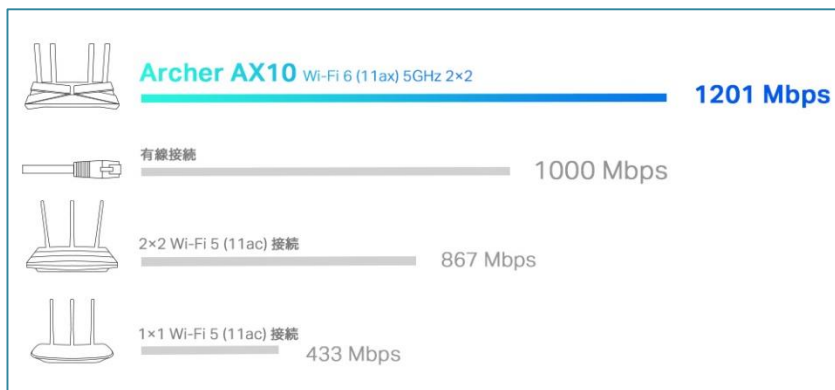 Archer AX10 Wi-Fi 6 (11ax) 5GHz 2×2
1201 Mbps
有線接続
1000 Mbps
2×2 Wi-Fi 5 (11ac) 接続
867 Mbps
1×1 Wi-Fi 5 (11ac) 接続
433 Mbps